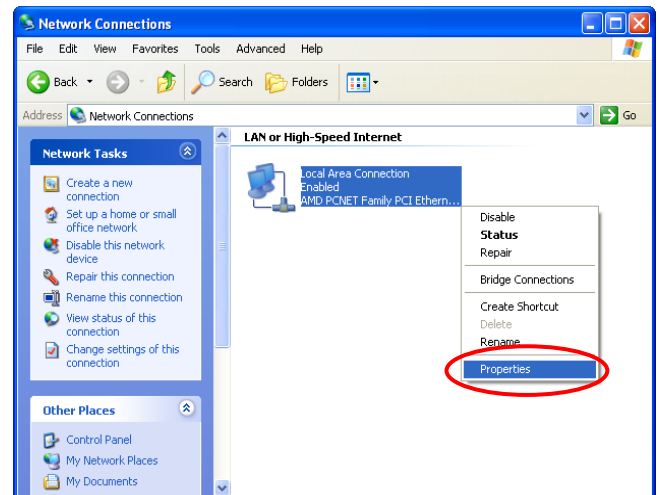 Network Connections
File Edit View Favorites Tools Advanced Help
Back Search Folders
Address Network Connections Go
Network Tasks
Create a new
connection
Set up a home or small
office network
Disable this network
device
Repair this connection
Rename this connection
View status of this
connection
Change settings of this
connection
Other Places
Control Panel
My Network Places
My Documents
LAN or High-Speed Internet
Local Area Connection
Enabled
AMD PCNET Family PCI Ethern...
Disable
Status
Repair
Bridge Connections
Create Shortcut
Delete
Rename
Properties